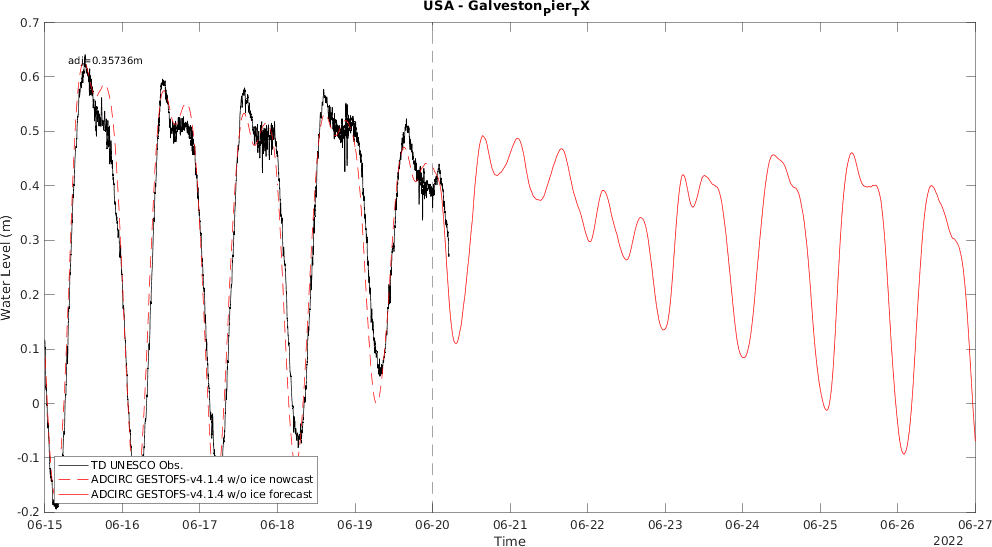 USA - Galveston_Pier_TX
0.7
adj=0.35736m
0.6
0.5
0.4
0.3
Water Level (m)
0.2
0.1
0
-0.1
TD UNESCO Obs.
ADCIRC GESTOFS-v4.1.4 w/o ice nowcast
ADCIRC GESTOFS-v4.1.4 w/o ice forecast
-0.2
06-15 06-16 06-17 06-18 06-19 06-20 06-21 06-22 06-23 06-24 06-25 06-26 06-27
Time
2022